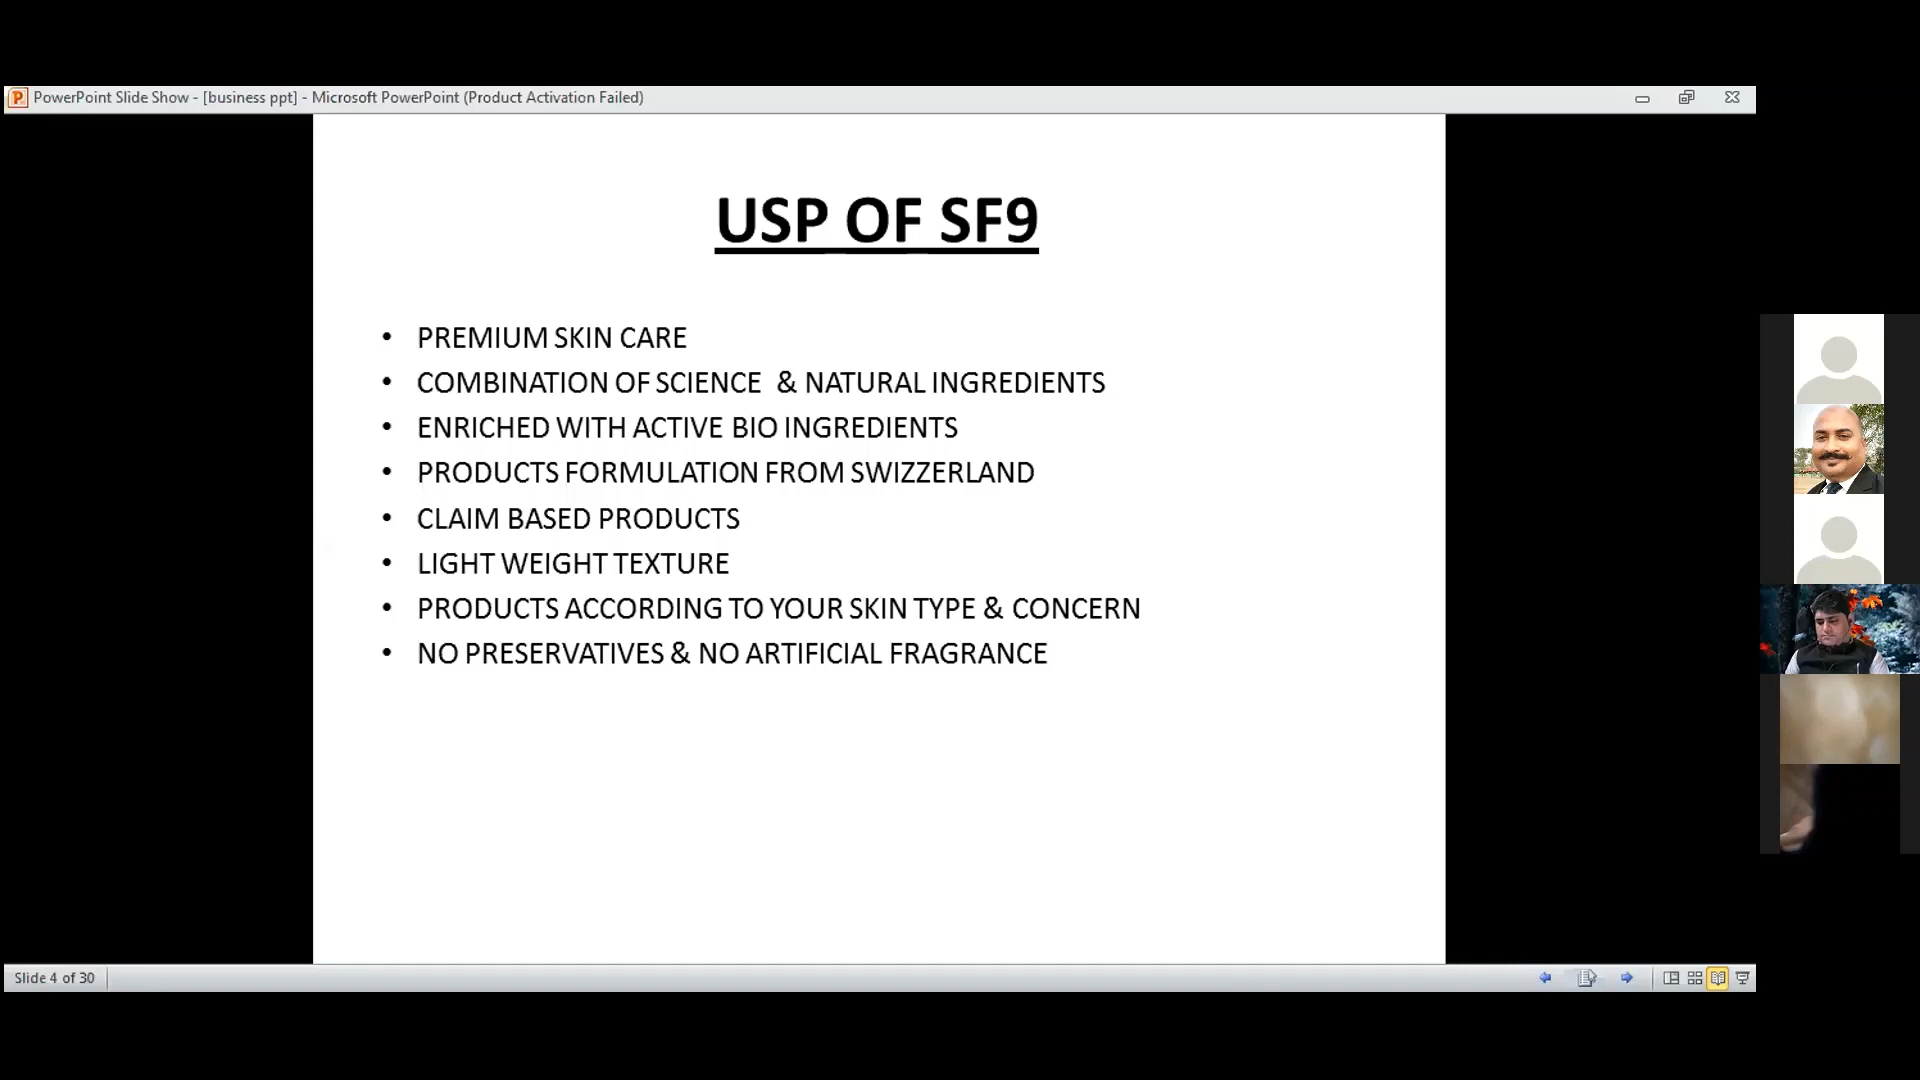 PowerPoint Slide Show - [business ppt] - Microsoft PowerPoint (Product Activation Failed)
USP OF SF9
• PREMIUM SKIN CARE
• COMBINATION OF SCIENCE & NATURAL INGREDIENTS
• ENRICHED WITH ACTIVE BIO INGREDIENTS
• PRODUCTS FORMULATION FROM SWIZZERLAND
• CLAIM BASED PRODUCTS
• LIGHT WEIGHT TEXTURE
• PRODUCTS ACCORDING TO YOUR SKIN TYPE & CONCERN
• NO PRESERVATIVES & NO ARTIFICIAL FRAGRANCE
Slide 4 of 30